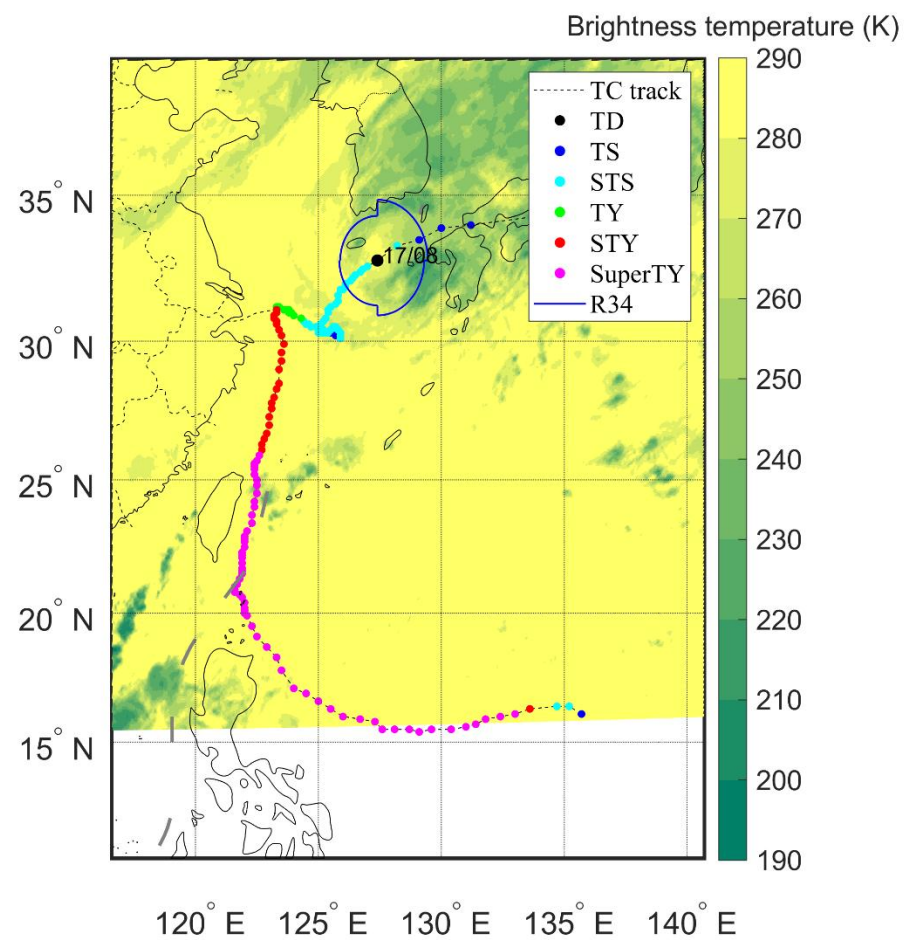 Brightness temperature (K)
290
280
270
260
250
240
230
220
210
200
190
TC track
TD
TS
STS
TY
STY
SuperTY
R34
17/08
35° N
30° N
25° N
20° N
15° N
120° E
125° E
130° E
135° E
140° E